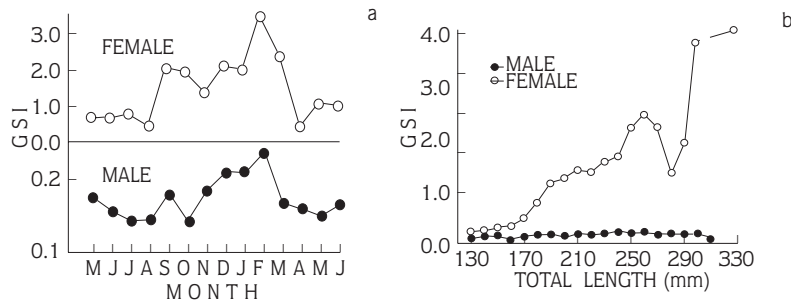 a
3.0
FEMALE
2.0
1.0
0.0
GSI
MALE
0.2
0.1
M J J A S O N D J F M A M J
MONTH
b
4.0
MALE
FEMALE
3.0
2.0
GSI
1.0
0.0
130 170 210 250 290 330
TOTAL LENGTH (mm)